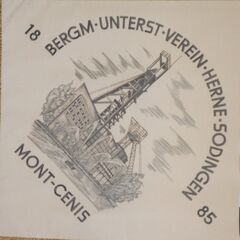 18
BERGM·UNTERST·VEREIN·HERNE·SODINGEN
85
MONT-CENIS